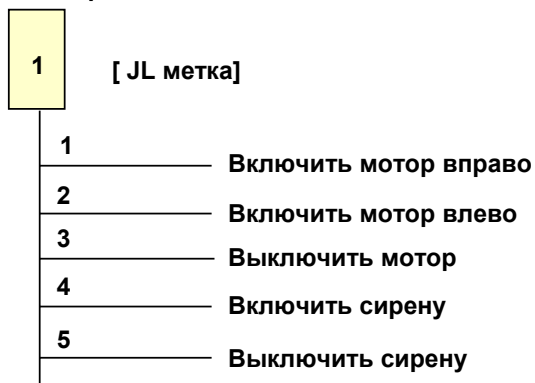 1
[ JL метка]
1
Включить мотор вправо
2
Включить мотор влево
3
Выключить мотор
4
Включить сирену
5
Выключить сирену